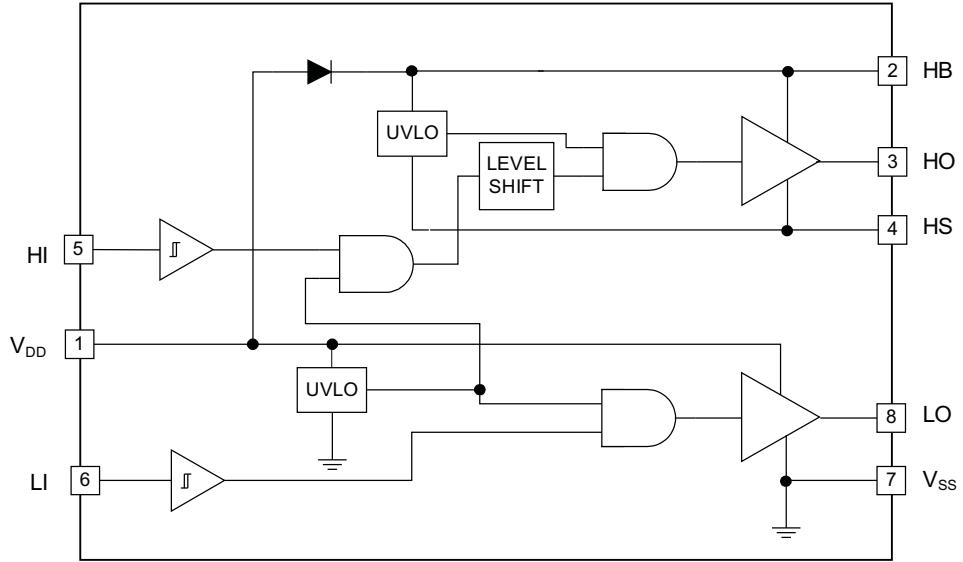 2 HB
UVLO
LEVEL
SHIFT
3 HO
4 HS
HI 5
VDD 1
UVLO
8 LO
LI 6
7 VSS